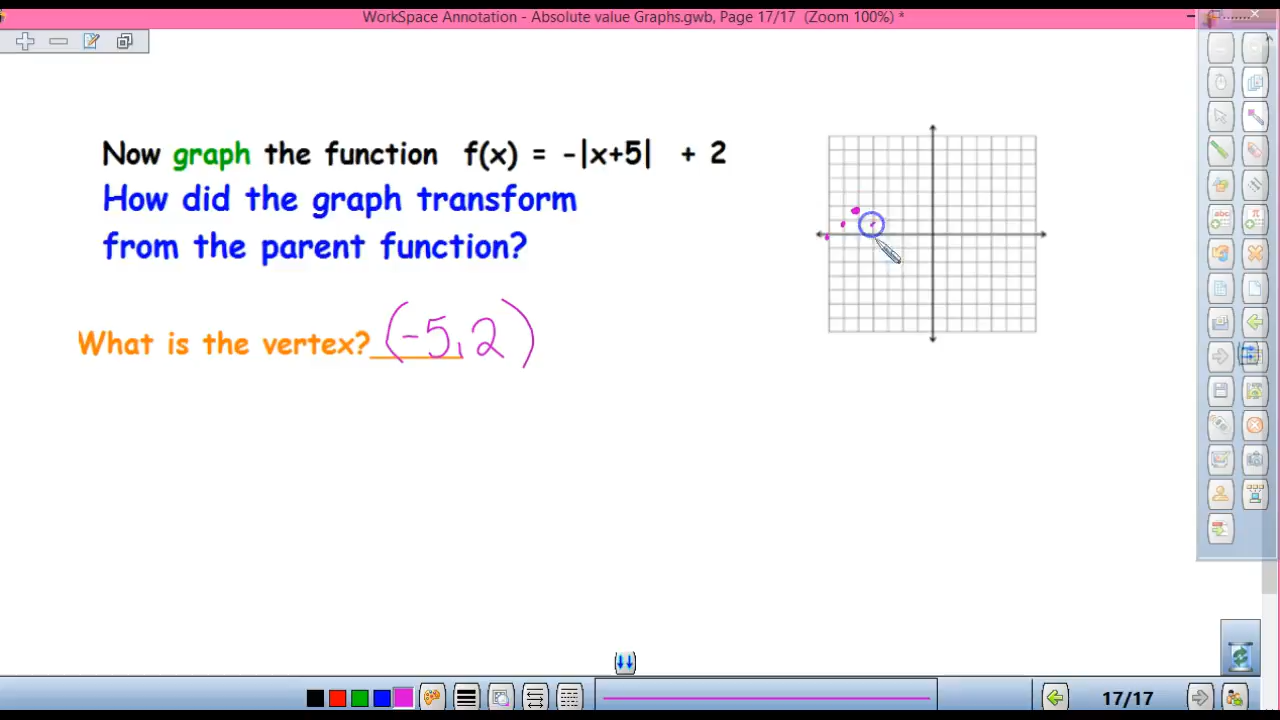 WorkSpace Annotation - Absolute value Graphs.gwb, Page 17/17 (Zoom 100%) *
Now graph the function f(x) = -|x+5| + 2
How did the graph transform
from the parent function?
What is the vertex?______ (-5,2)
17/17